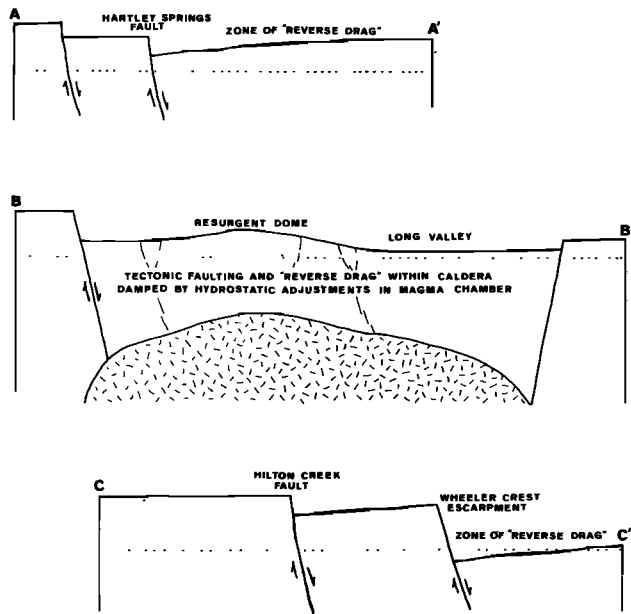 A
HARTLEY SPRINGS
FAULT
ZONE OF "REVERSE DRAG"
A'
B
RESURGENT DOME
LONG VALLEY
B
TECTONIC FAULTING AND "REVERSE DRAG" WITHIN CALDERA
DAMPED BY HYDROSTATIC ADJUSTMENTS IN MAGMA CHAMBER
C
HILTON CREEK
FAULT
WHEELER CREST
ESCARPMENT
ZONE OF "REVERSE DRAG"
C'